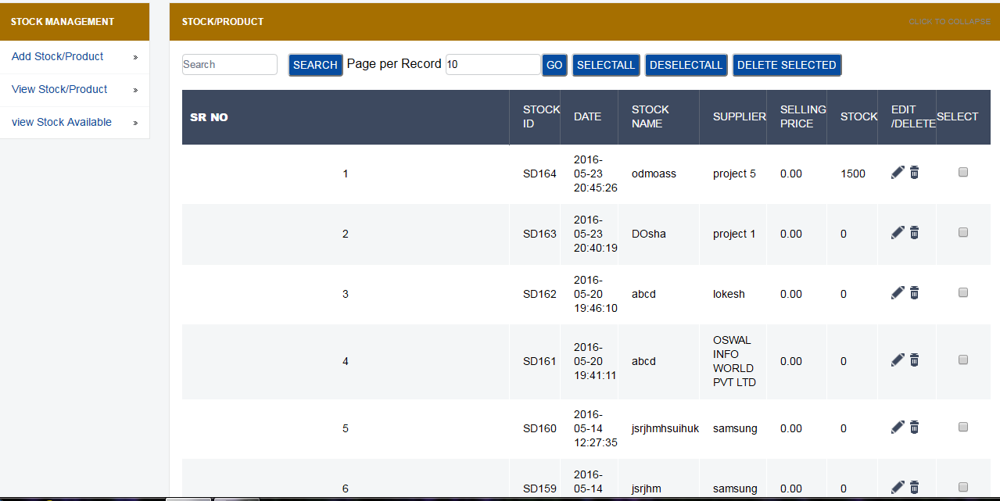 STOCK MANAGEMENT
Add Stock/Product »
View Stock/Product »
view Stock Available »
STOCK/PRODUCT CLICK TO COLLAPSE
Search SEARCH Page per Record 10 GO SELECTALL DESELECTALL DELETE SELECTED
SR NO STOCK ID DATE STOCK NAME SUPPLIER SELLING PRICE STOCK EDIT /DELETE SELECT
1 SD164 2016-05-23 20:45:26 odmoass project 5 0.00 1500
2 SD163 2016-05-23 20:40:19 DOsha project 1 0.00 0
3 SD162 2016-05-20 19:46:10 abcd lokesh 0.00 0
4 SD161 2016-05-20 19:41:11 abcd OSWAL INFO WORLD PVT LTD 0.00 0
5 SD160 2016-05-14 12:27:35 jsrjhmhsuihuk samsung 0.00 0
6 SD159 2016-05-14 jsrjhm samsung 0.00 0